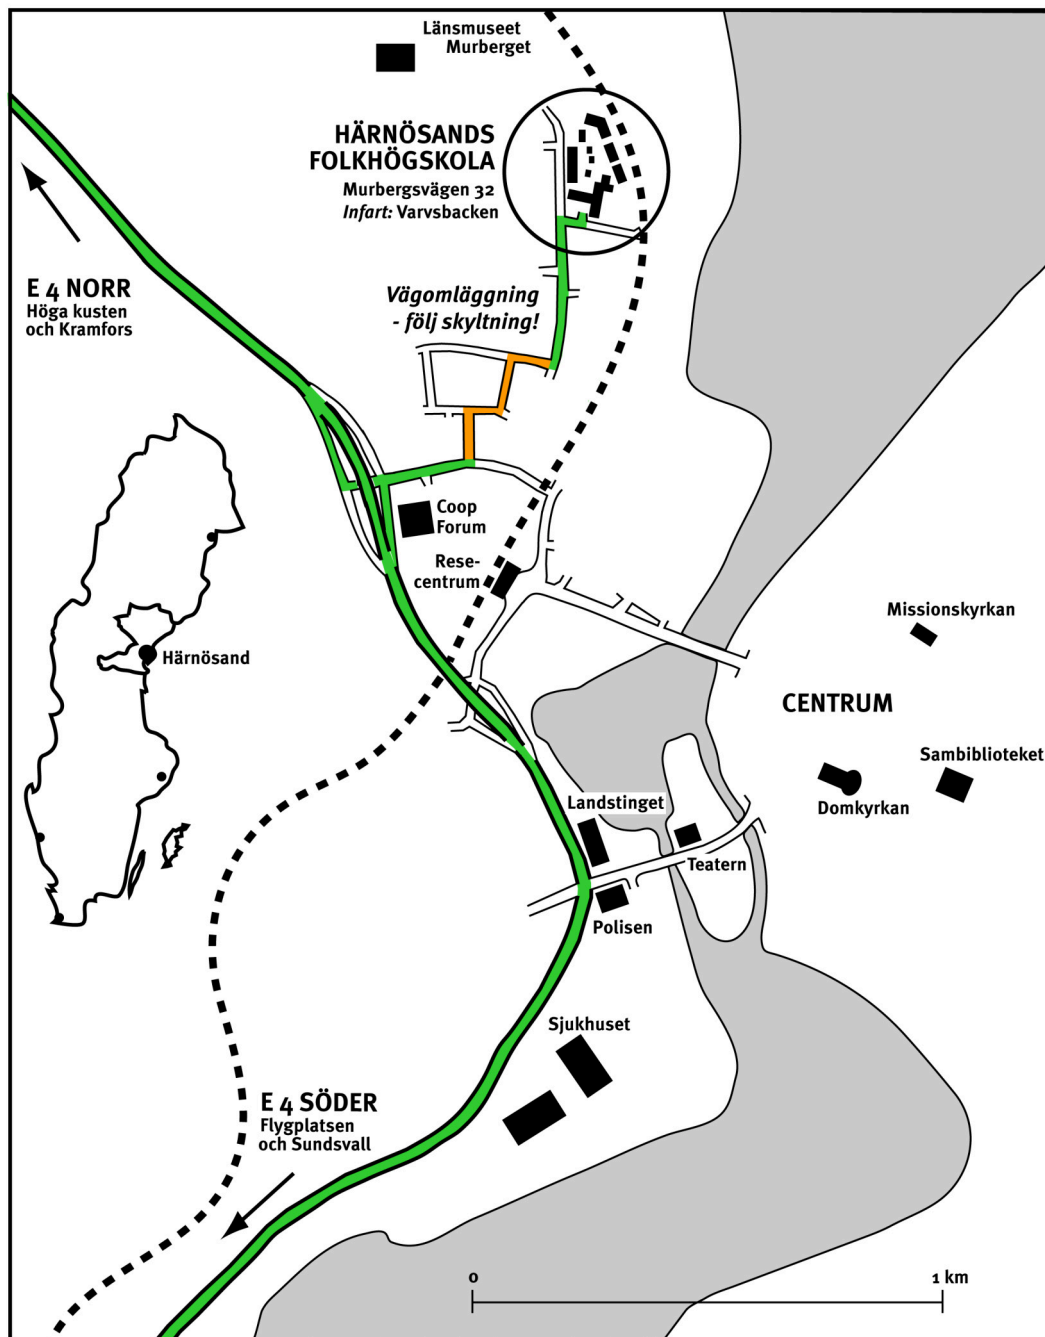 Länsmuseet
Murberget
HÄRNÖSANDS
FOLKHÖGSKOLA
Murbergsvägen 32
Infart: Varvsbacken
E 4 NORR
Höga kusten
och Kramfors
Vägomläggning
- följ skyltning!
Coop
Forum
Rese-
centrum
Härnösand
Missionskyrkan
CENTRUM
Sambiblioteket
Domkyrkan
Landstinget
Teatern
Polisen
Sjukhuset
E 4 SÖDER
Flygplatsen
och Sundsvall
0
1 km